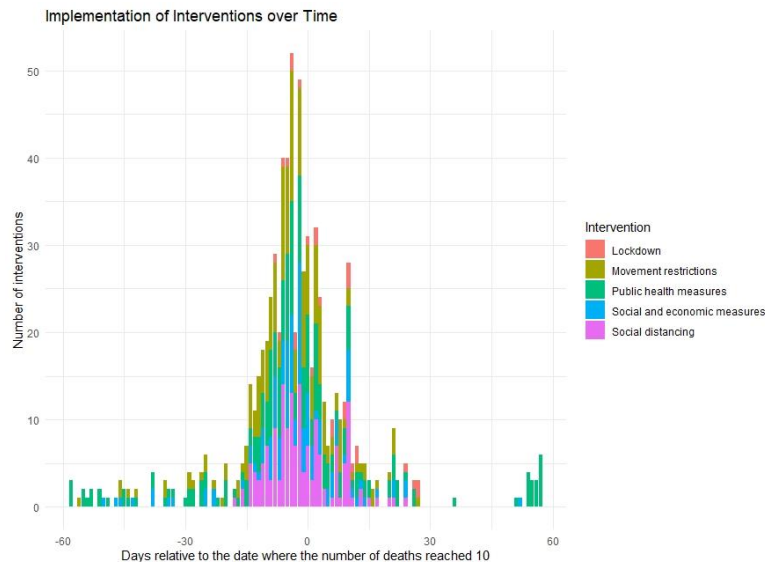 Implementation of Interventions over Time
Number of interventions
50
40
30
20
10
0
-60
-30
0
30
60
Days relative to the date where the number of deaths reached 10
Intervention
Lockdown
Movement restrictions
Public health measures
Social and economic measures
Social distancing